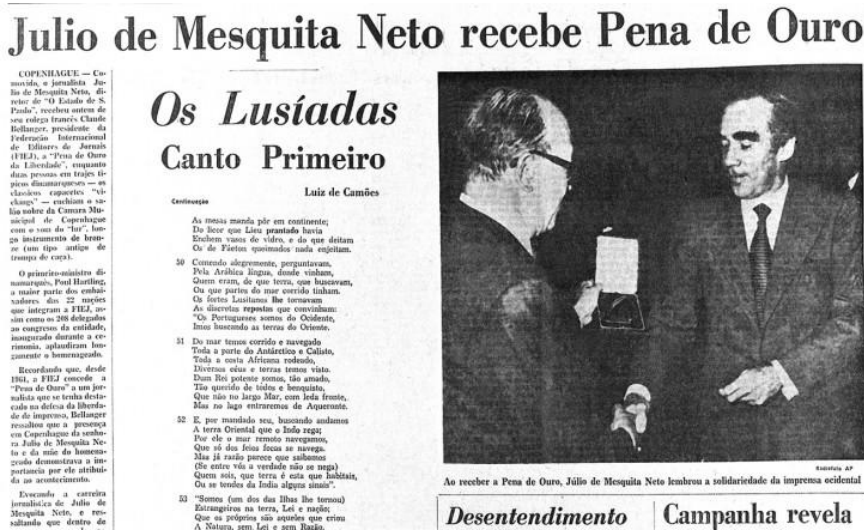 Julio de Mesquita Neto recebe Pena de Ouro
COPENHAGUE — Co-
movido, o jornalista Ju-
lio de Mesquita Neto, di-
retor de "O Estado de S.
Paulo", recebeu ontem de
seu colega francês Claude
Bellanger, presidente da
Federação Internacional
de Editores de Jornais
(FIEJ), a "Pena de Ouro
da Liberdade", enquanto
duas pessoas em trajes tí-
picos dinamarqueses — os
classicos capacetes "vi-
kings" — enchiam o sa-
lão nobre da Camara Mu-
nicipal de Copenhague
com o som do "lur", lon-
go instrumento de bron-
ze (um tipo antigo de
trompa de caça).
O primeiro-ministro di-
namarquês, Poul Hartling,
a maior parte dos embai-
xadores das 22 nações
que integram a FIEJ, as-
sim como os 208 delegados
ao congresso da entidade,
inaugurado durante a ce-
rimonia, aplaudiram lon-
gamente o homenageado.
Recordando que, desde
1961, a FIEJ concede a
"Pena de Ouro" a um jor-
nalista que se tenha desta-
cado na defesa da liberda-
de de imprensa, Bellanger
ressaltou que a presença
em Copenhague da senho-
ra Julio de Mesquita Ne-
to e da mãe do homena-
geado demonstrava a im-
portancia por ele atribui-
da ao acontecimento.
Evocando a carreira
jornalistica de Julio de
Mesquita Neto, e res-
saltando que dentro de
Os Lusíadas
Canto Primeiro
Luiz de Camões
Continuação
As mesas manda pôr em continente;
Do licor que Lieu prantado havia
Enchem vasos de vidro, e do que deitam
Os de Fáeton queimados nada enjeitam.
50 Comendo alegremente, perguntavam,
Pela Arábica língua, donde vinham,
Quem eram, de que terra, que buscavam,
Ou que partes do mar corrido tinham.
Os fortes Lusitanos lhe tornavam
As discretas repostas que convinham:
"Os Portugueses somos do Ocidente,
Imos buscando as terras do Oriente.
51 Do mar temos corrido e navegado
Toda a parte do Antárctico e Calisto,
Toda a costa Africana rodeado,
Diversos céus e terras temos visto.
Dum Rei potente somos, tão amado,
Tão querido de todos e benquisto,
Que não no largo Mar, com leda fronte,
Mas no lago entraremos de Aqueronte.
52 E, por mandado seu, buscando andamos
A terra Oriental que o Indo rega;
Por ele o mar remoto navegamos,
Que só dos feios focas se navega.
Mas já razão parece que saibamos
(Se entre vós a verdade não se nega)
Quem sois, que terra é esta que habitais,
Ou se tendes da India alguns sinais".
53 "Somos (um dos das Ilhas lhe tornou)
Estrangeiros na terra, Lei e nação;
Que os próprios são aqueles que criou
A Natura, sem Lei e sem Razão.
Radiofoto AP
Ao receber a Pena de Ouro, Júlio de Mesquita Neto lembrou a solidariedade da imprensa ocidental
Desentendimento
Campanha revela